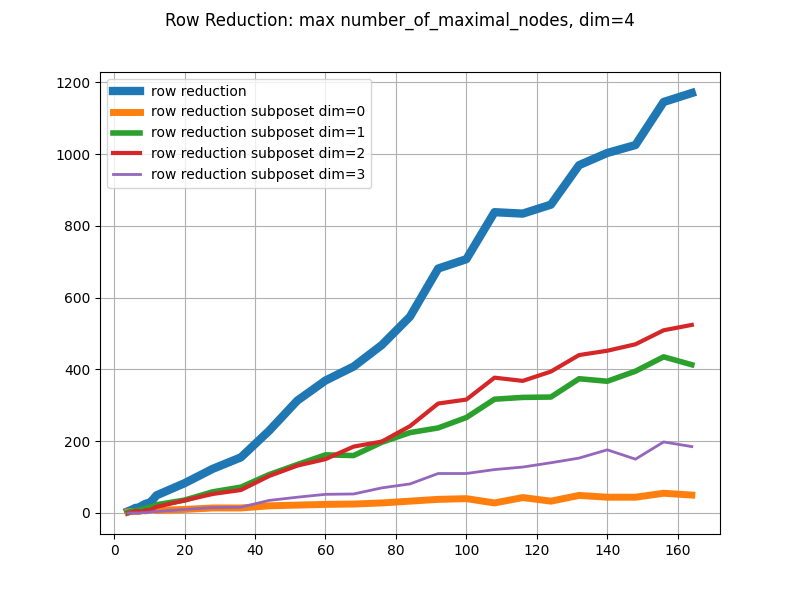 Row Reduction: max number_of_maximal_nodes, dim=4
1200
1000
800
600
400
200
0
row reduction
row reduction subposet dim=0
row reduction subposet dim=1
row reduction subposet dim=2
row reduction subposet dim=3
0 20 40 60 80 100 120 140 160